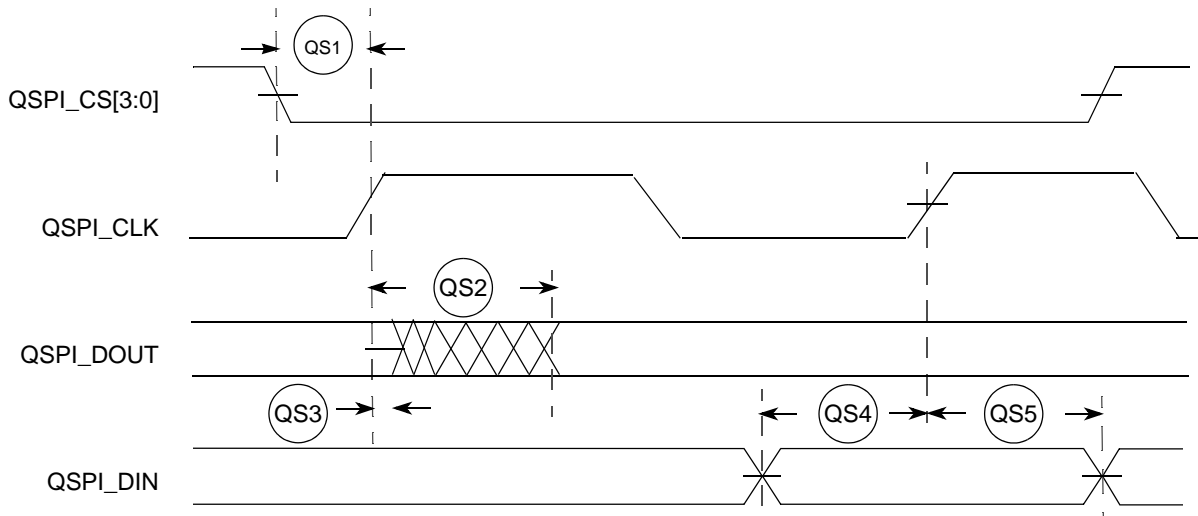 QS1
QSPI_CS[3:0]
QSPI_CLK
QS2
QSPI_DOUT
QS3
QS4
QS5
QSPI_DIN